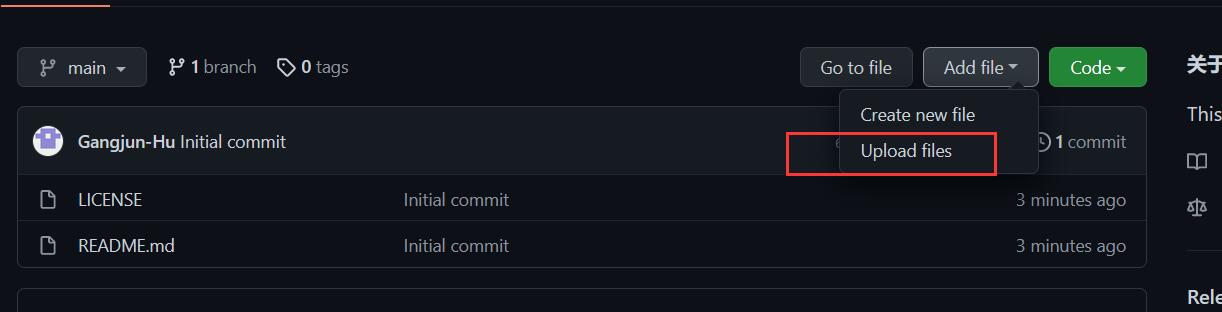 main 1 branch 0 tags Go to file Add file Code
关于
This
Create new file
Gangjun-Hu Initial commit 1 commit
Upload files
LICENSE Initial commit 3 minutes ago
README.md Initial commit 3 minutes ago
Rele